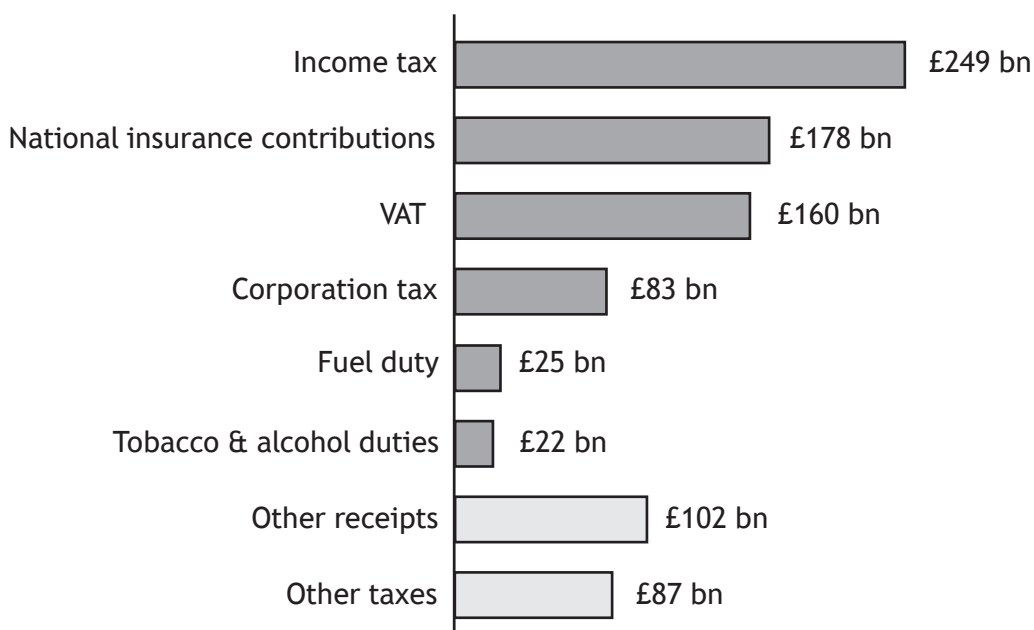 Income tax £249 bn
National insurance contributions £178 bn
VAT £160 bn
Corporation tax £83 bn
Fuel duty £25 bn
Tobacco & alcohol duties £22 bn
Other receipts £102 bn
Other taxes £87 bn